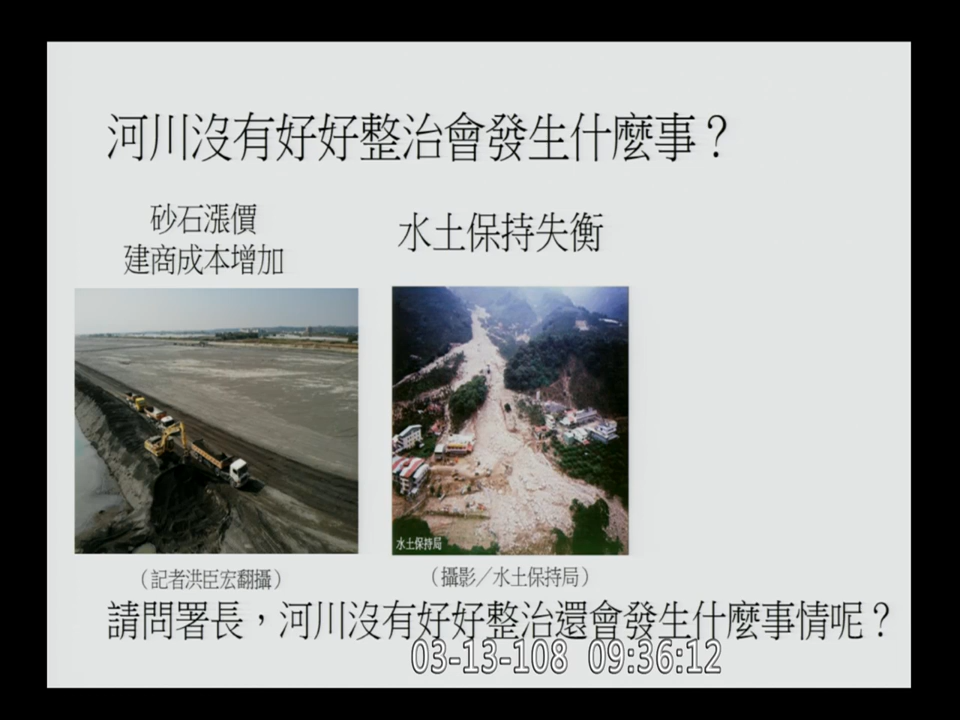 河川沒有好好整治會發生什麼事？
砂石漲價
建商成本增加
水土保持失衡
水土保持局
（記者洪臣宏翻攝）
（攝影／水土保持局）
請問署長，河川沒有好好整治還會發生什麼事情呢？
03-13-108 09:36:12